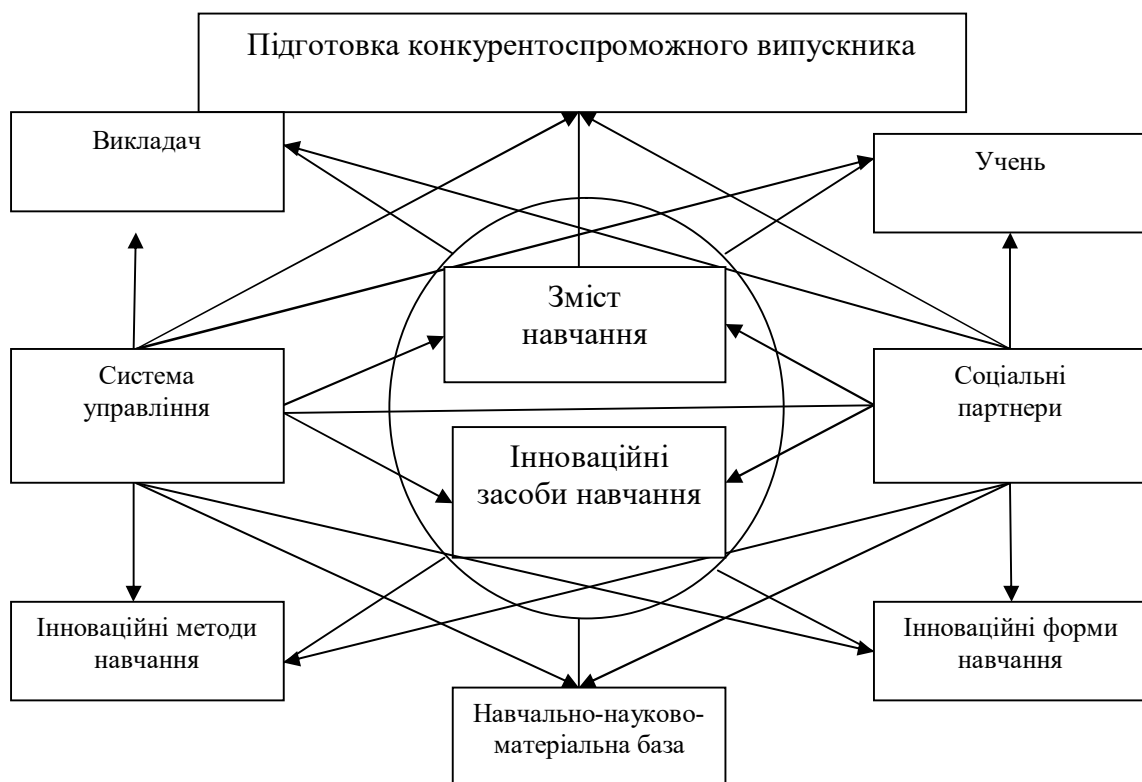 Підготовка конкурентоспроможного випускника
Викладач
Учень
Зміст
навчання
Система
управління
Соціальні
партнери
Інноваційні
засоби навчання
Інноваційні методи
навчання
Інноваційні форми
навчання
Навчально-науково-
матеріальна база